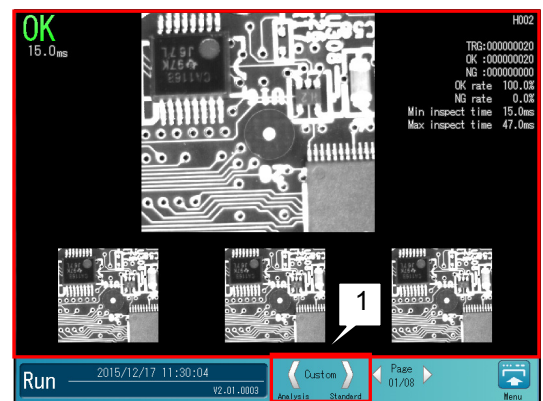 OK
15.0ms
H002
TRG:000000020
OK :000000020
NG :000000000
OK rate 100.0%
NG rate 0.0%
Min inspect time 15.0ms
Max inspect time 47.0ms
1
Run
2015/12/17 11:30:04
V2.01.0003
Custom
Analysis Standard
Page
01/08
Menu